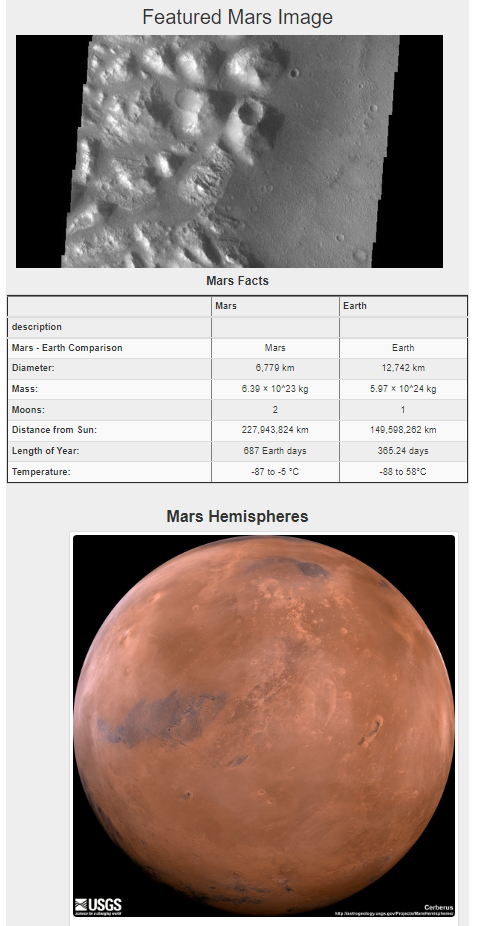 Featured Mars Image
Mars Facts
Mars Earth
description
Mars - Earth Comparison Mars Earth
Diameter: 6,779 km 12,742 km
Mass: 6.39 × 10^23 kg 5.97 × 10^24 kg
Moons: 2 1
Distance from Sun: 227,943,824 km 149,598,262 km
Length of Year: 687 Earth days 365.24 days
Temperature: -87 to -5 °C -88 to 58°C
Mars Hemispheres
USGS
science for a changing world
Cerberus
http://astrogeology.usgs.gov/Projects/MarsHemispheres/